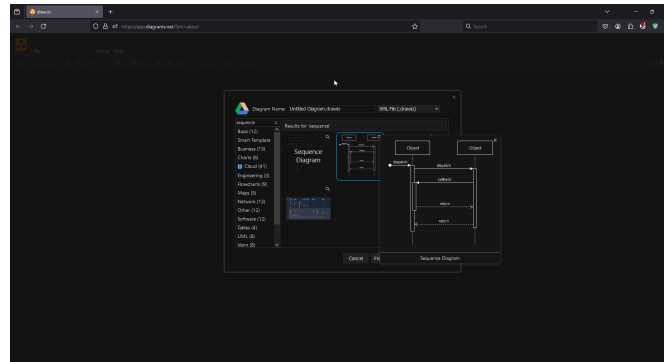 draw.io
https://app.diagrams.net/?src=about
Search
File
Help
Diagram Name:
Untitled Diagram.drawio
XML File (.drawio)
sequence
Results for 'sequence'
Basic (12)
Smart Template
Business (15)
Charts (6)
Cloud (41)
Engineering (3)
Flowcharts (9)
Maps (5)
Network (13)
Other (12)
Software (12)
Tables (4)
UML (8)
Venn (8)
Sequence
Diagram
Object
Object
dispatch
dispatch
callback
return
return
Sequence Diagram
Cancel